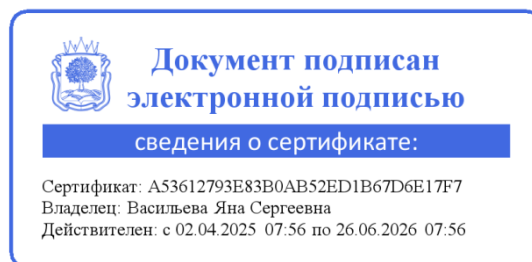 Документ подписан
электронной подписью
сведения о сертификате:
Сертификат: A53612793E83B0AB52ED1B67D6E17F7
Владелец: Васильева Яна Сергеевна
Действителен: с 02.04.2025 07:56 по 26.06.2026 07:56